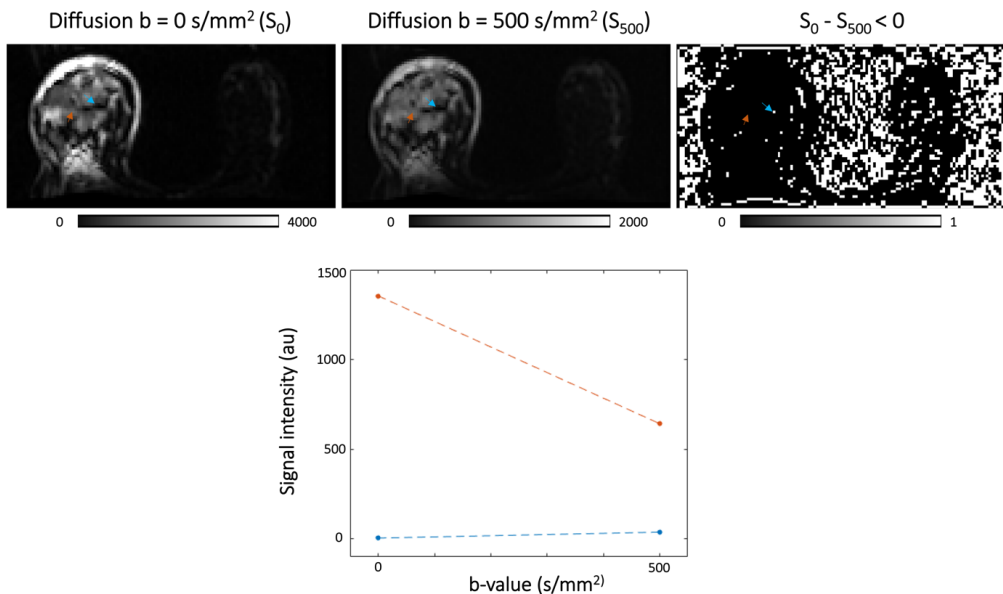 Diffusion b = 0 s/mm² (S₀)
Diffusion b = 500 s/mm² (S₅₀₀)
S₀ - S₅₀₀ < 0
0 4000
0 2000
0 1
1500
1000
500
0
Signal intensity (au)
0 500
b-value (s/mm²)